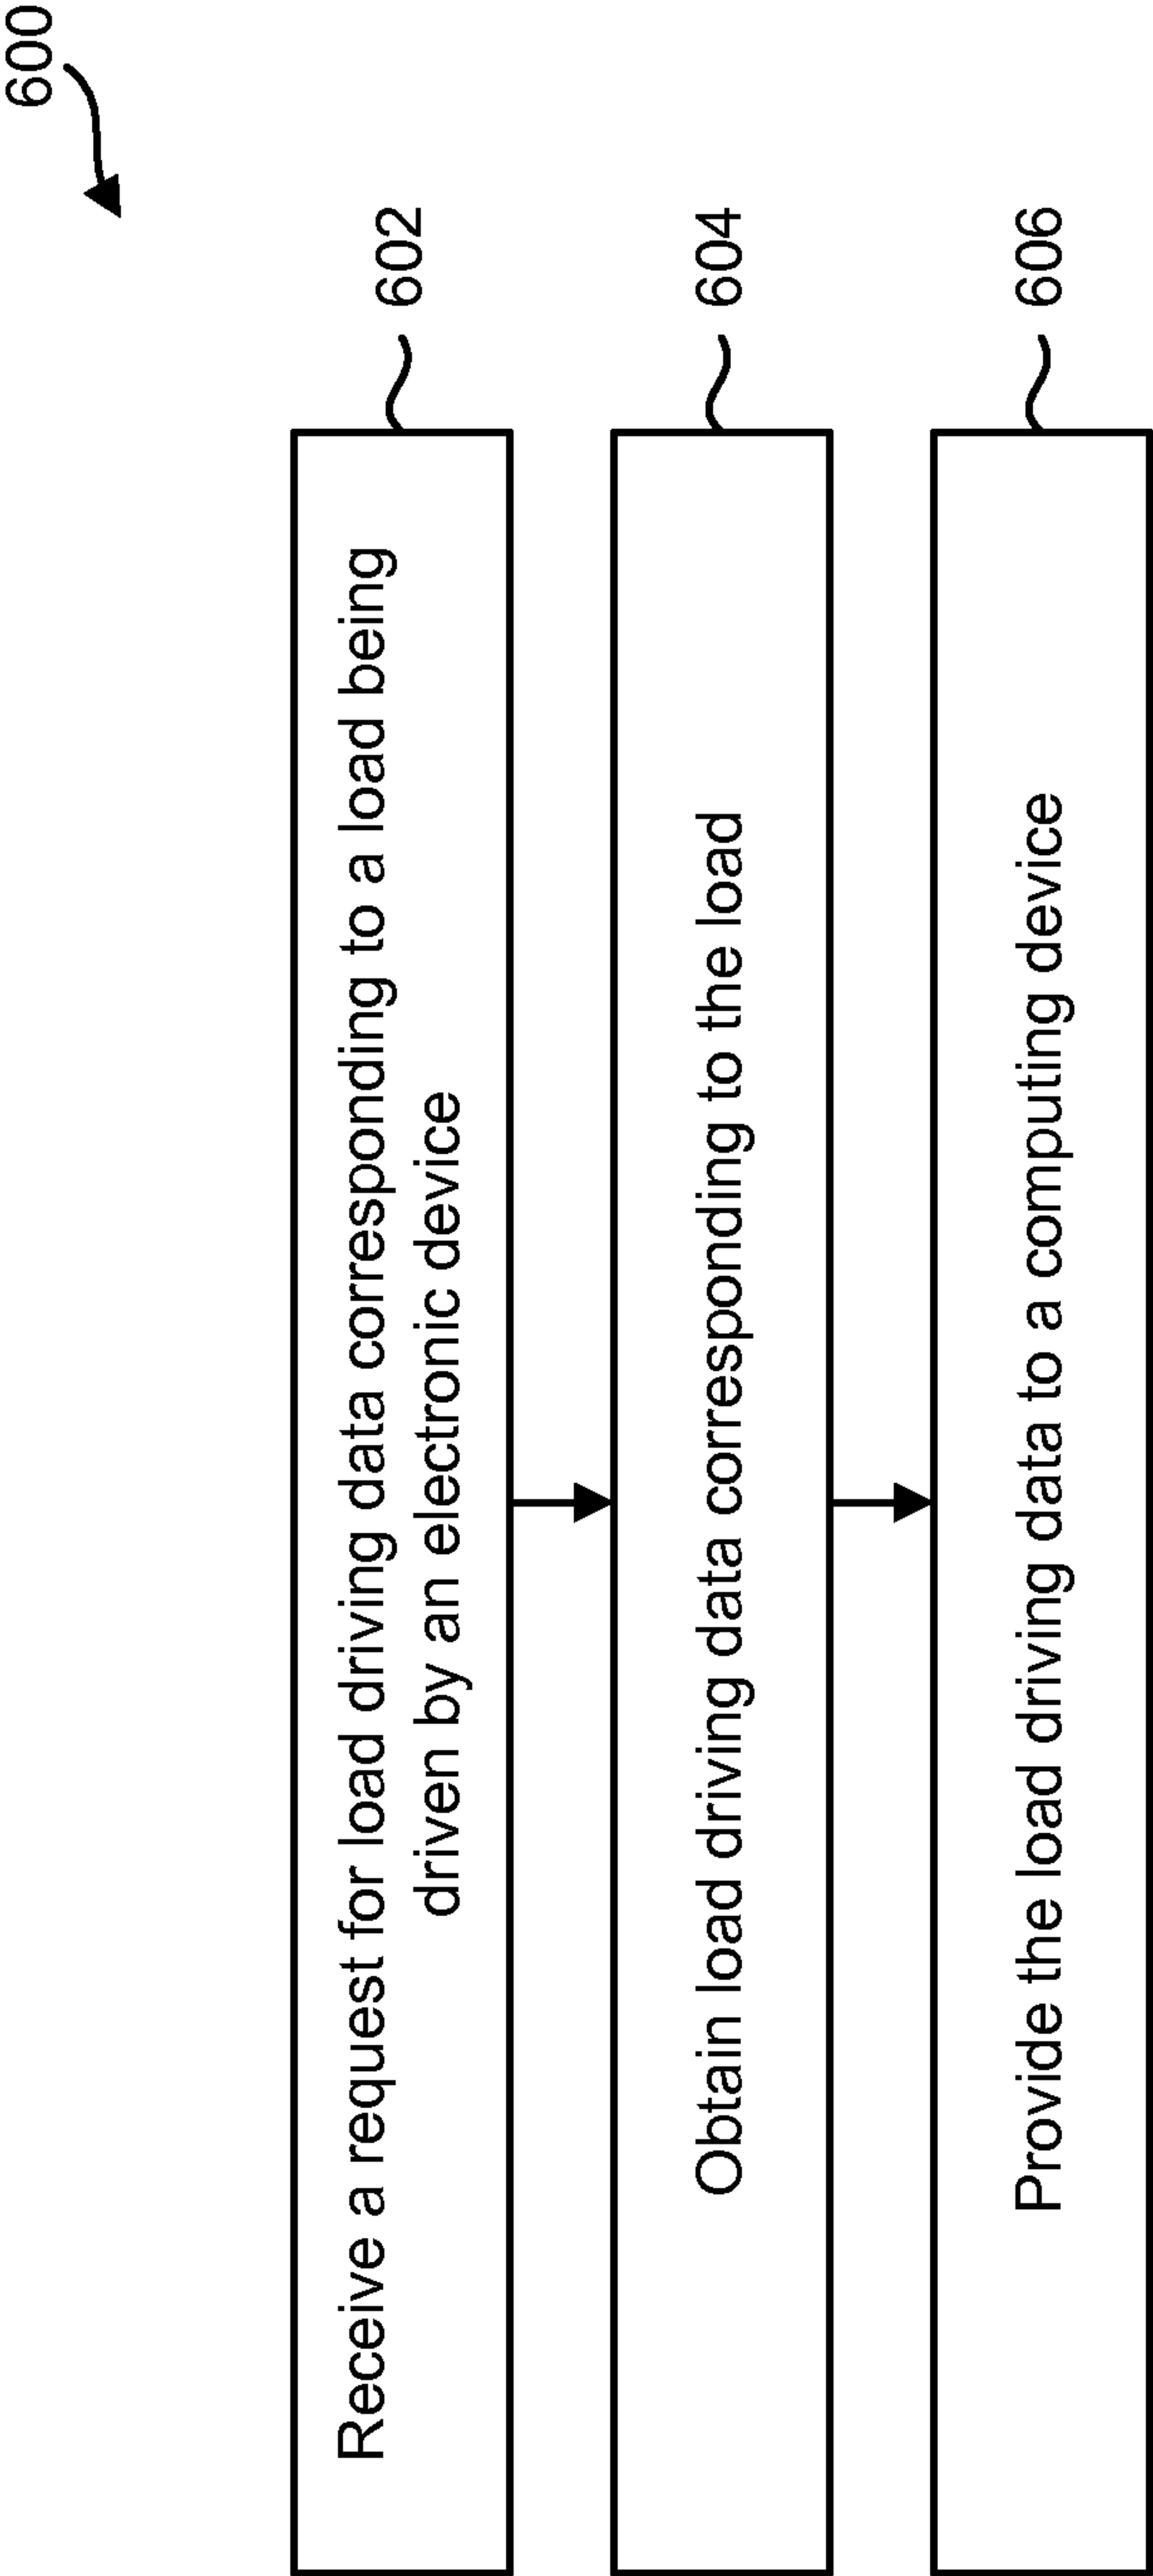 600
Receive a request for load driving data corresponding to a load being
driven by an electronic device
602
Obtain load driving data corresponding to the load
604
Provide the load driving data to a computing device
606